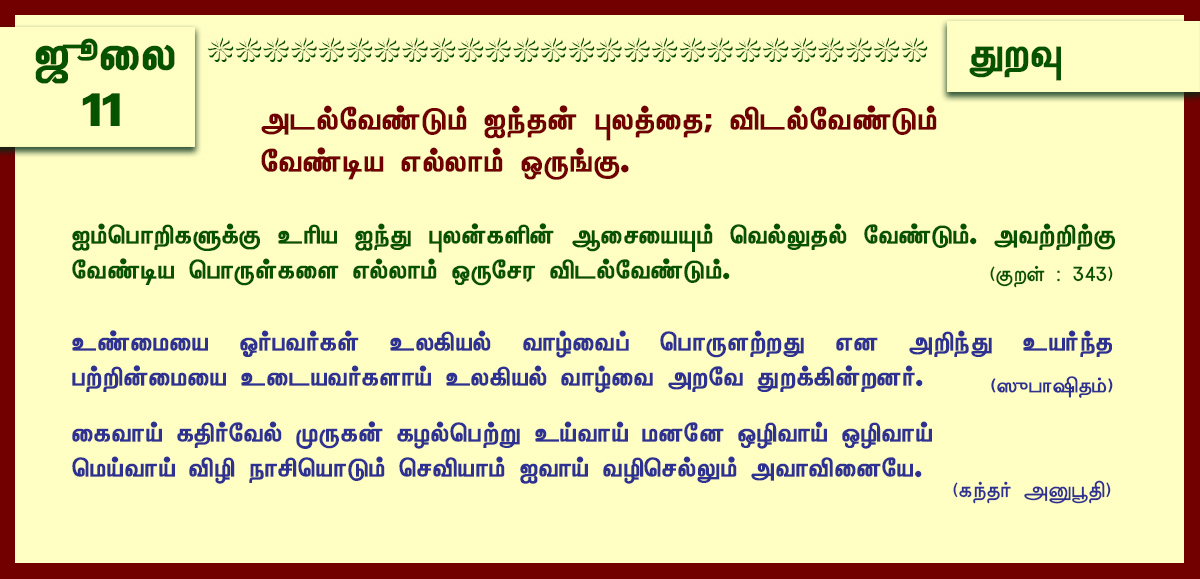 ஜூலை
11
துறவு
அடல்வேண்டும் ஐந்தன் புலத்தை; விடல்வேண்டும்
வேண்டிய எல்லாம் ஒருங்கு.
ஐம்பொறிகளுக்கு உரிய ஐந்து புலன்களின் ஆசையையும் வெல்லுதல் வேண்டும். அவற்றிற்கு
வேண்டிய பொருள்களை எல்லாம் ஒருசேர விடல்வேண்டும்.
(குறள் : 343)
உண்மையை ஓர்பவர்கள் உலகியல் வாழ்வைப் பொருளற்றது என அறிந்து உயர்ந்த
பற்றின்மையை உடையவர்களாய் உலகியல் வாழ்வை அறவே துறக்கின்றனர்.
(ஸுபாஷிதம்)
கைவாய் கதிர்வேல் முருகன் கழல்பெற்று உய்வாய் மனனே ஒழிவாய் ஒழிவாய்
மெய்வாய் விழி நாசியொடும் செவியாம் ஐவாய் வழிசெல்லும் அவாவினையே.
(கந்தர் அனுபூதி)